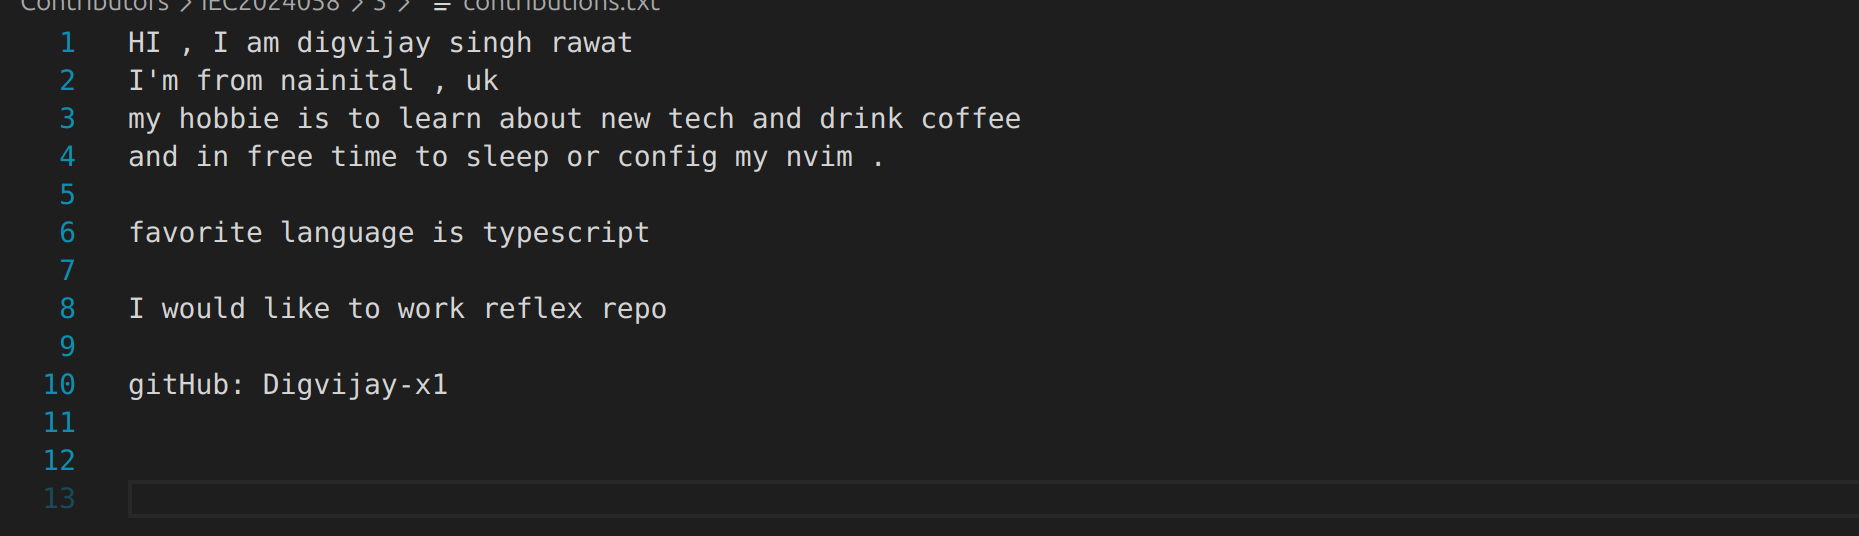 Contributors > IEC2024058 > 3 > contributions.txt
1 HI , I am digvijay singh rawat
2 I'm from nainital , uk
3 my hobbie is to learn about new tech and drink coffee
4 and in free time to sleep or config my nvim .
5
6 favorite language is typescript
7
8 I would like to work reflex repo
9
10 gitHub: Digvijay-x1
11
12
13